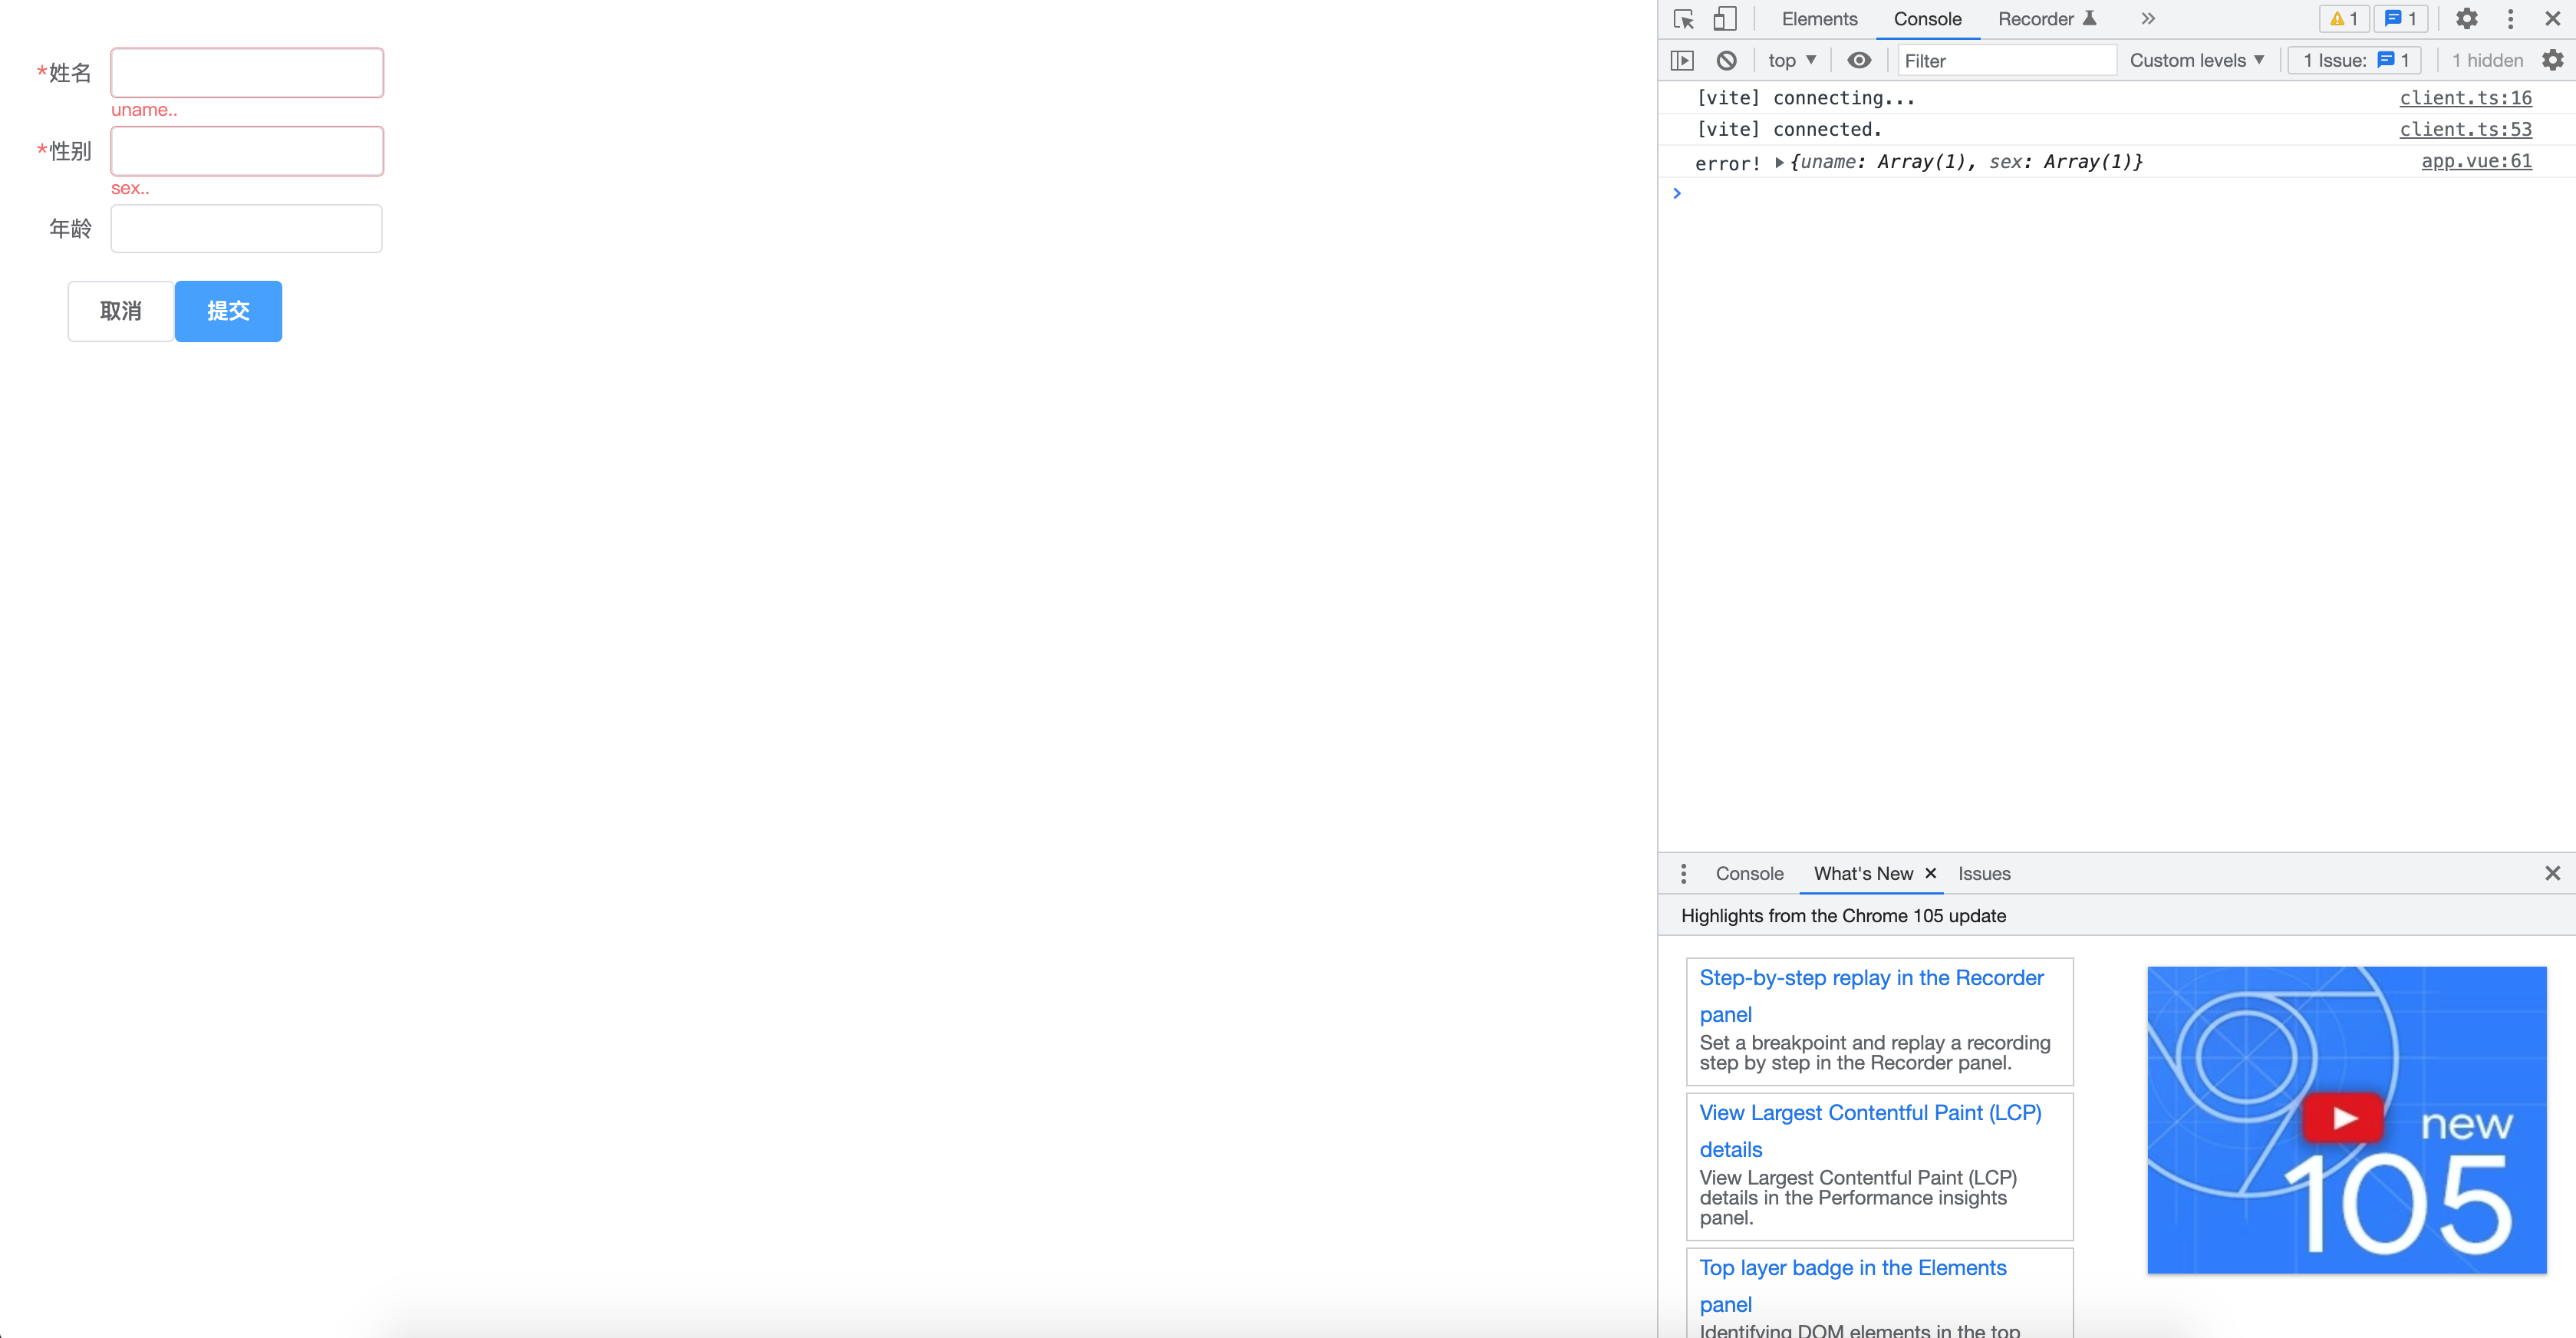 *姓名
uname..
*性别
sex..
年龄
取消 提交
Elements Console Recorder 1 1
top Filter Custom levels 1 Issue: 1 1 hidden
[vite] connecting... client.ts:16
[vite] connected. client.ts:53
error! {uname: Array(1), sex: Array(1)} app.vue:61
Console What's New Issues
Highlights from the Chrome 105 update
Step-by-step replay in the Recorder
panel
Set a breakpoint and replay a recording
step by step in the Recorder panel.
View Largest Contentful Paint (LCP)
details
View Largest Contentful Paint (LCP)
details in the Performance insights
panel.
Top layer badge in the Elements
panel
Identifying DOM elements in the top
new
105